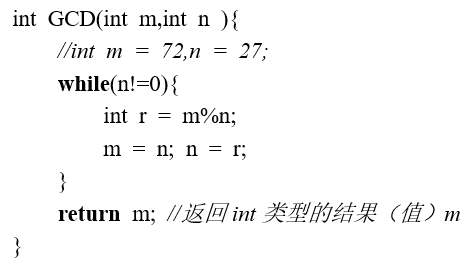 int GCD(int m,int n ){
//int m = 72,n = 27;
while(n!=0){
int r = m%n;
m = n; n = r;
}
return m; //返回 int 类型的结果（值）m
}